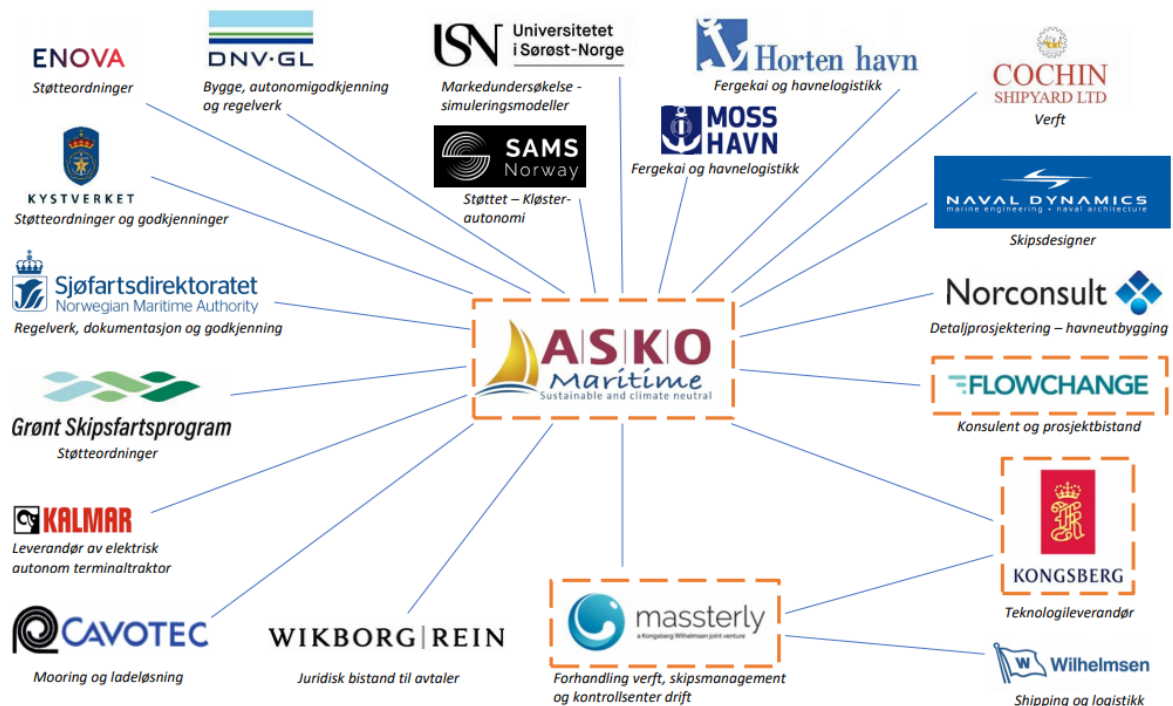 ENOVA
Støtteordninger
DNV·GL
Bygge, autonomigodkjenning
og regelverk
USN Universitetet
i Sørøst-Norge
Markedundersøkelse -
simuleringsmodeller
Horten havn
Fergekai og havnelogistikk
COCHIN
SHIPYARD LTD
Verft
KYSTVERKET
Støtteordninger og godkjenninger
SAMS
Norway
Støttet – Kløster-
autonomi
MOSS
HAVN
Fergekai og havnelogistikk
NAVAL DYNAMICS
marine engineering + naval architecture
Skipsdesigner
Sjøfartsdirektoratet
Norwegian Maritime Authority
Regelverk, dokumentasjon og godkjenning
Norconsult
Detaljprosjektering – havneutbygging
A|S|K|O
Maritime
Sustainable and climate neutral
Grønt Skipsfartsprogram
Støtteordninger
FLOWCHANGE
Konsulent og prosjektbistand
KALMAR
Leverandør av elektrisk
autonom terminaltraktor
KONGSBERG
Teknologileverandør
CAVOTEC
Mooring og ladeløsning
WIKBORG|REIN
Juridisk bistand til avtaler
massterly
a Kongsberg Wilhelmsen joint venture
Forhandling verft, skipsmanagement
og kontrollsenter drift
W Wilhelmsen
Shipping og logistikk